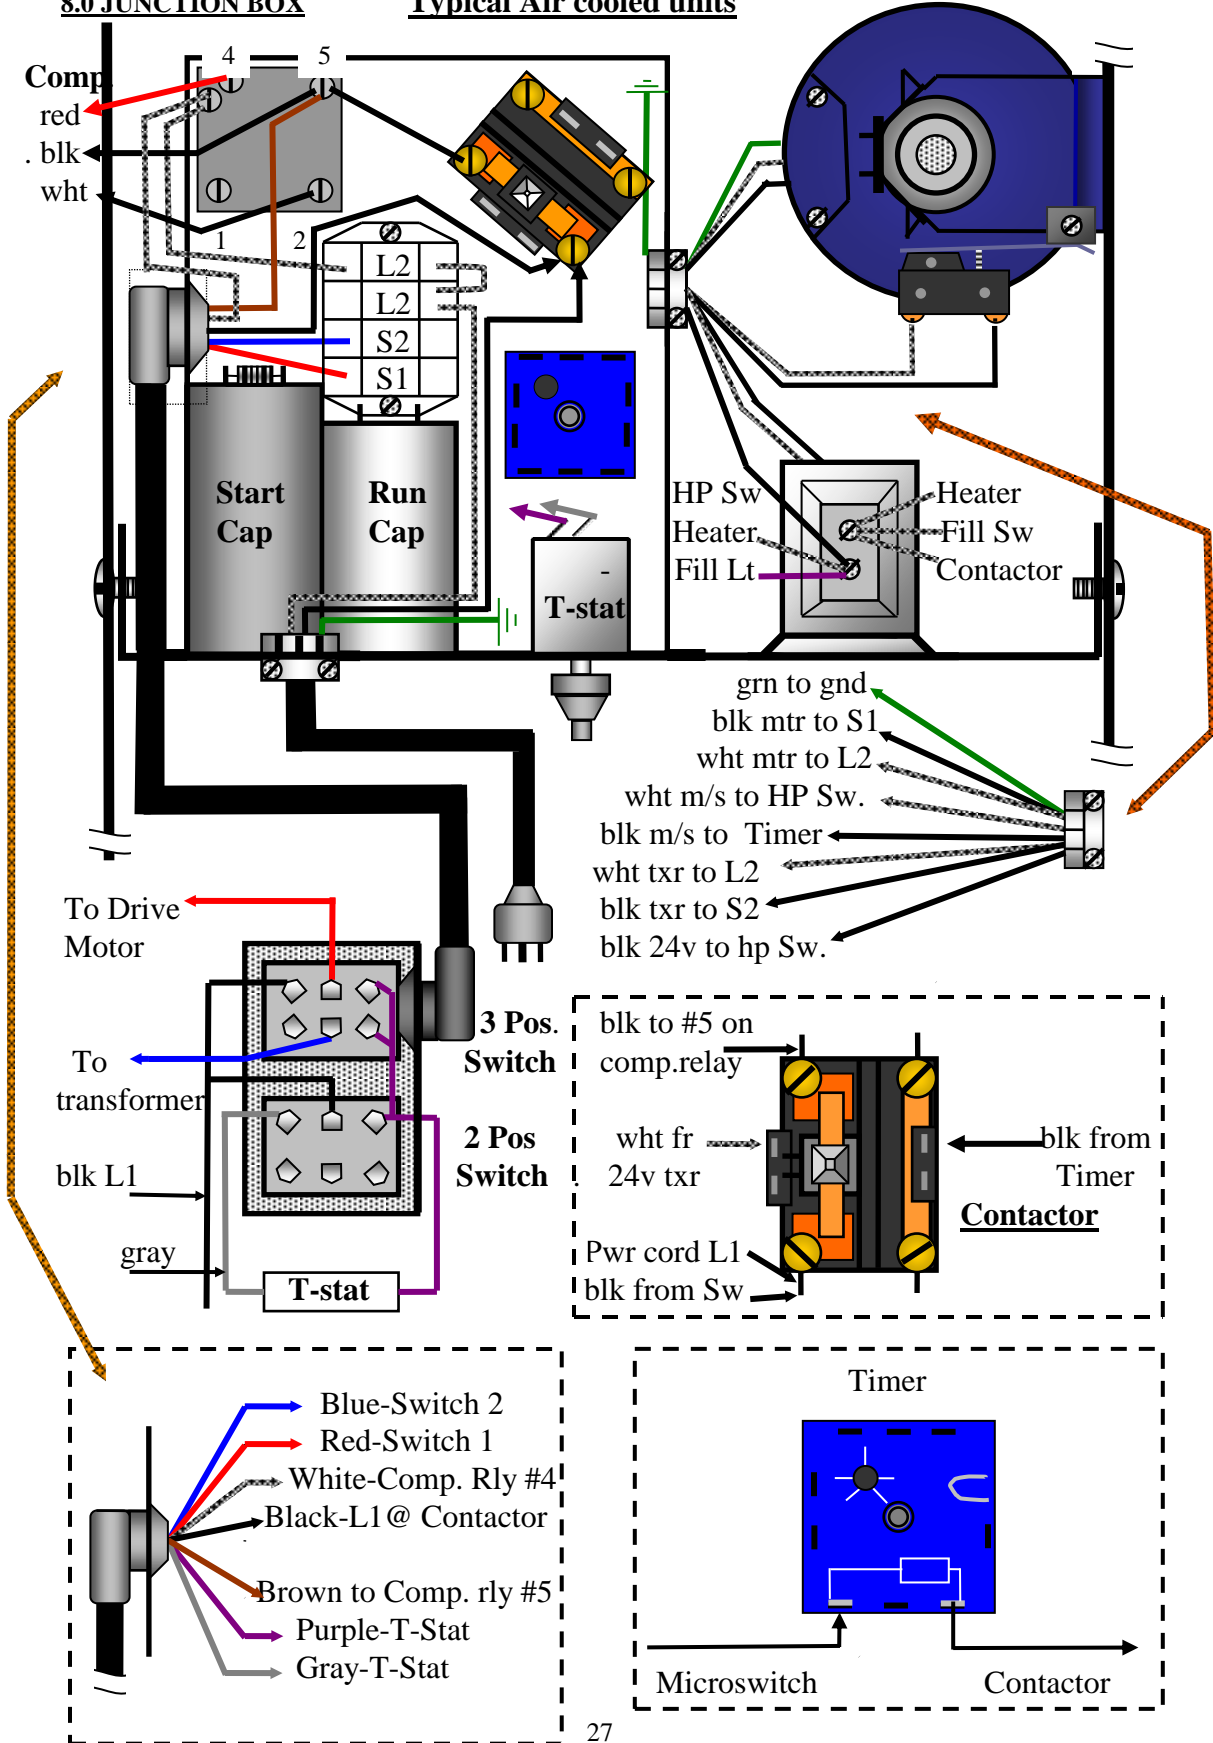 8.0 JUNCTION BOX
Typical Air cooled units
4 5
Comp
red
. blk
wht
1 2
L2
L2
S2
S1
Start
Cap
Run
Cap
-
T-stat
HP Sw
Heater
Fill Lt
Heater
Fill Sw
Contactor
grn to gnd
blk mtr to S1
wht mtr to L2
wht m/s to HP Sw.
blk m/s to Timer
wht txr to L2
blk txr to S2
blk 24v to hp Sw.
To Drive
Motor
3 Pos.
Switch
To
transformer
2 Pos
Switch
blk L1
gray
T-stat
blk to #5 on
comp.relay
wht fr
. 24v txr
blk from
Timer
Contactor
Pwr cord L1
blk from Sw
Blue-Switch 2
Red-Switch 1
White-Comp. Rly #4
Black-L1@ Contactor
Brown to Comp. rly #5
Purple-T-Stat
Gray-T-Stat
Timer
Microswitch
Contactor
27